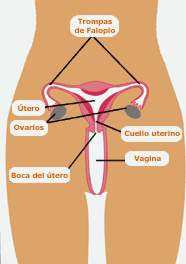 Trompas
de Falopio
Útero
Ovarios
Cuello uterino
Vagina
Boca del útero